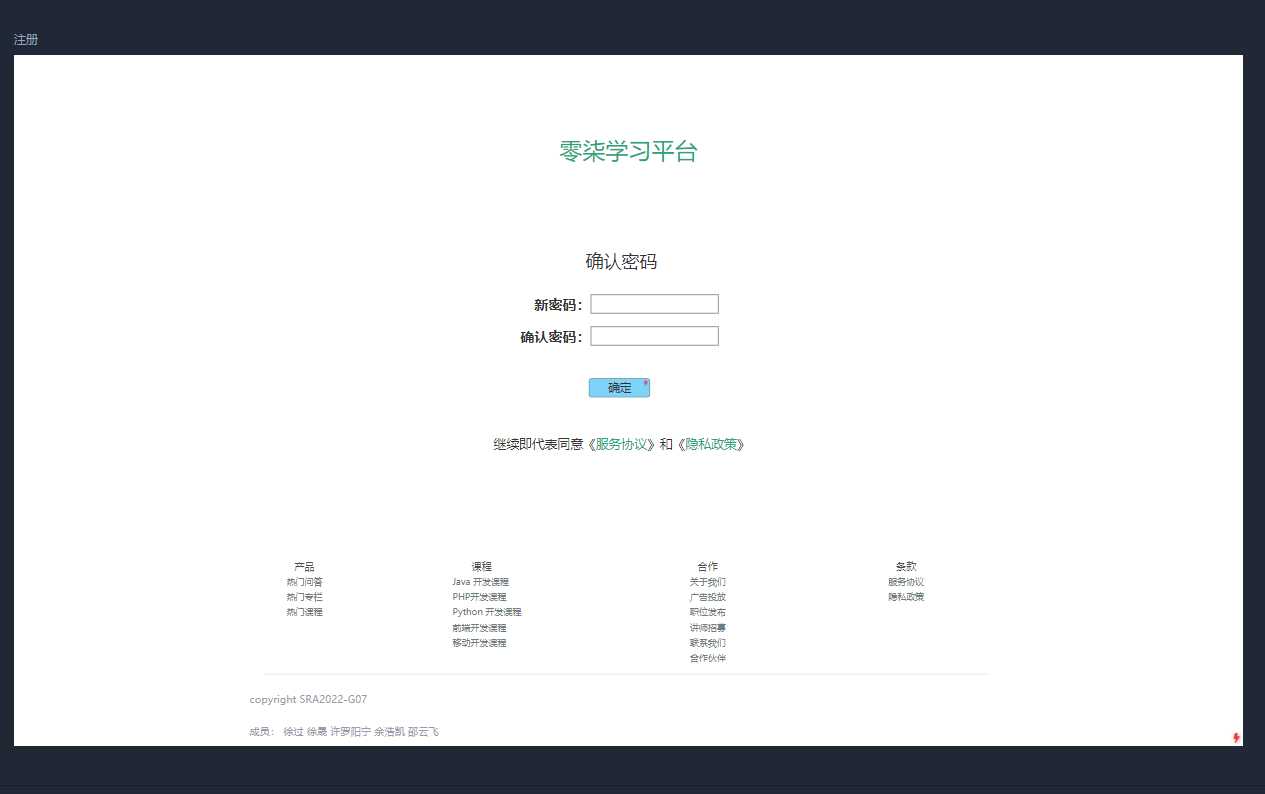 注册
零柒学习平台
确认密码
新密码：
确认密码：
确定
继续即代表同意《服务协议》和《隐私政策》
产品
热门问答
热门专栏
热门课程
课程
Java 开发课程
PHP开发课程
Python 开发课程
前端开发课程
移动开发课程
合作
关于我们
广告投放
职位发布
讲师招募
联系我们
合作伙伴
条款
服务协议
隐私政策
copyright SRA2022-G07
成员： 徐过 徐晟 许罗阳宁 余浩凯 邵云飞